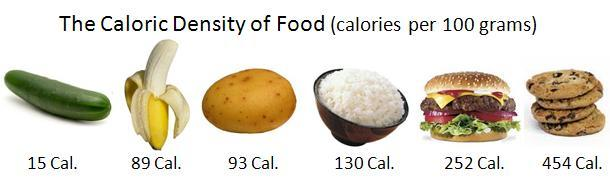 The Caloric Density of Food (calories per 100 grams)
15 Cal. 89 Cal. 93 Cal. 130 Cal. 252 Cal. 454 Cal.